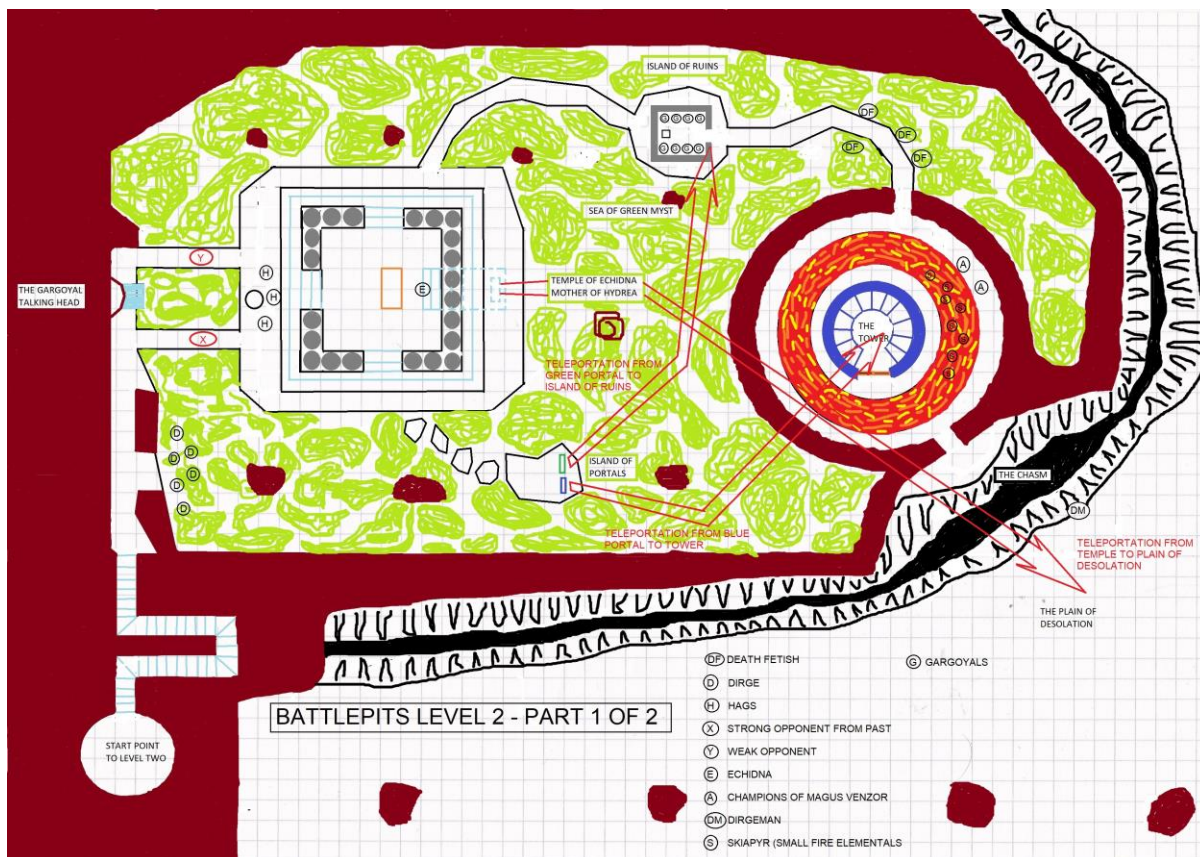 ISLAND OF RUINS
DF
DF
DF
DF
G G G G
G G G G
SEA OF GREEN MYST
THE GARGOYAL
TALKING HEAD
Y
X
H
H
H
E
TEMPLE OF ECHIDNA
MOTHER OF HYDREA
A
A
THE
TOWER
TELEPORTATION FROM
GREEN PORTAL TO
ISLAND OF RUINS
D
D
D
D
D
D
ISLAND OF
PORTALS
THE CHASM
DM
TELEPORTATION FROM BLUE
PORTAL TO TOWER
TELEPORTATION FROM
TEMPLE TO PLAIN OF
DESOLATION
THE PLAIN OF
DESOLATION
BATTLEPITS LEVEL 2 - PART 1 OF 2
START POINT
TO LEVEL TWO
DF DEATH FETISH
D DIRGE
H HAGS
X STRONG OPPONENT FROM PAST
Y WEAK OPPONENT
E ECHIDNA
A CHAMPIONS OF MAGUS VENZOR
DM DIRGEMAN
S SKIAPYR (SMALL FIRE ELEMENTALS
G GARGOYALS